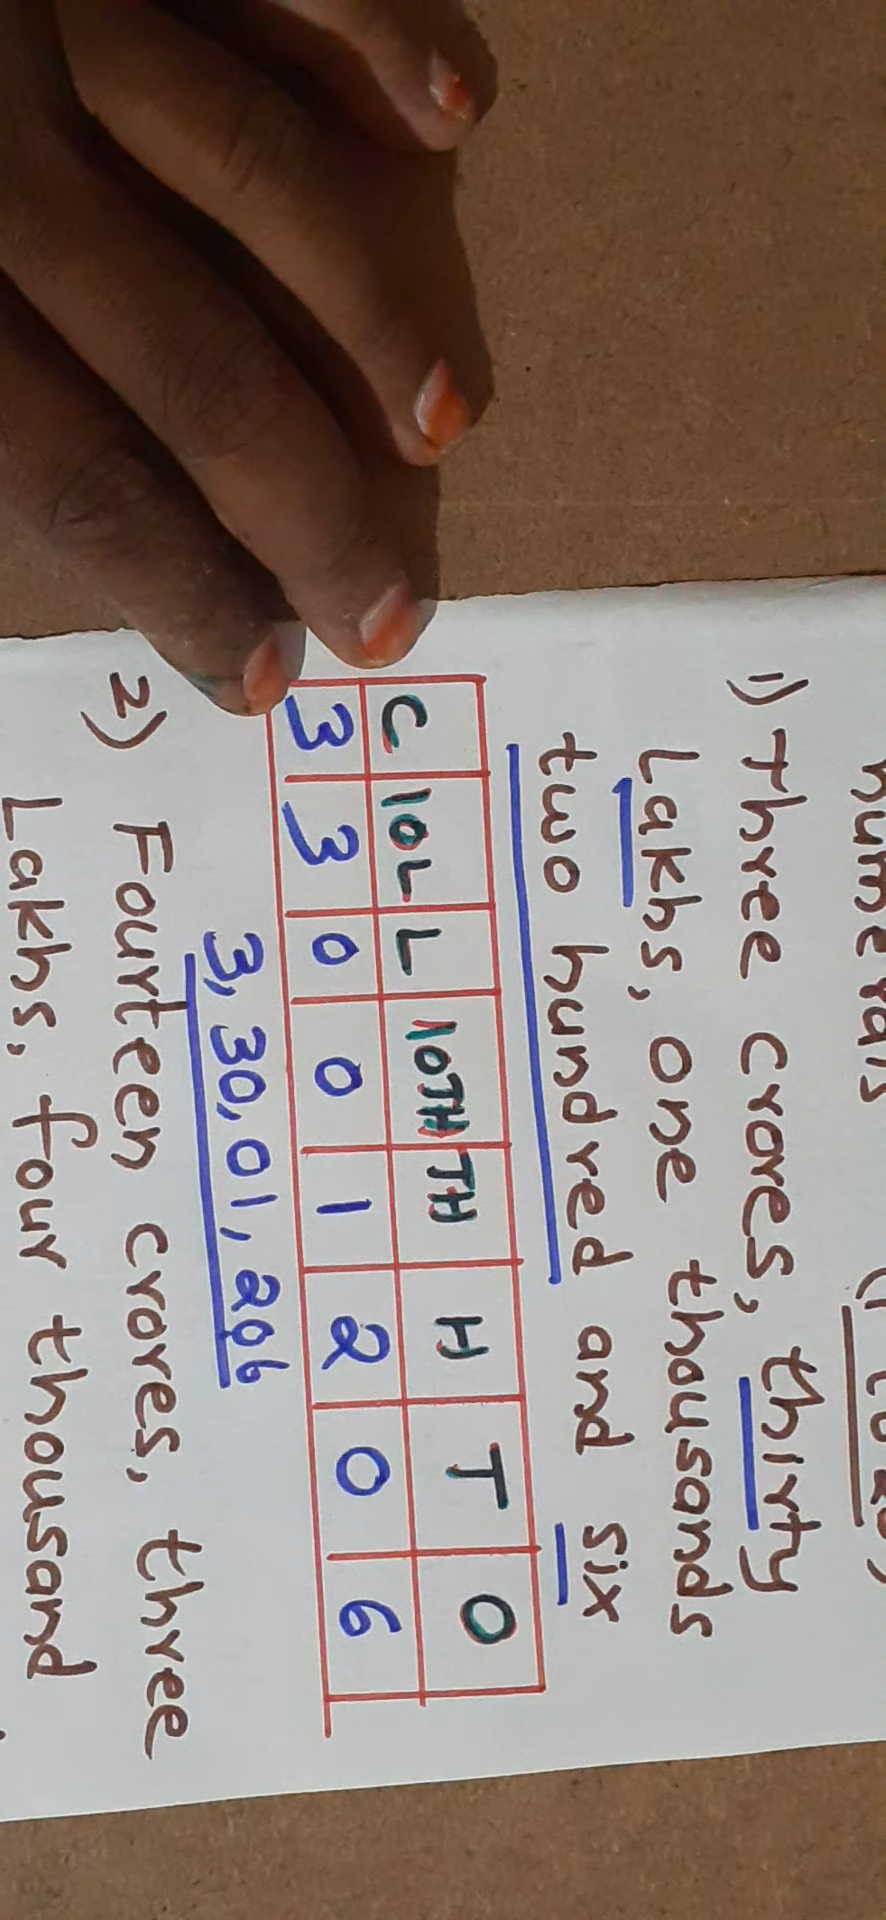 numerals
1) Three crores, thirty
Lakhs, one thousands
two hundred and six
C 10L L 10TH TH H T O
3 3 0 0 1 2 0 6
3,30,01,206
2) Fourteen crores, three
Lakhs, four thousand